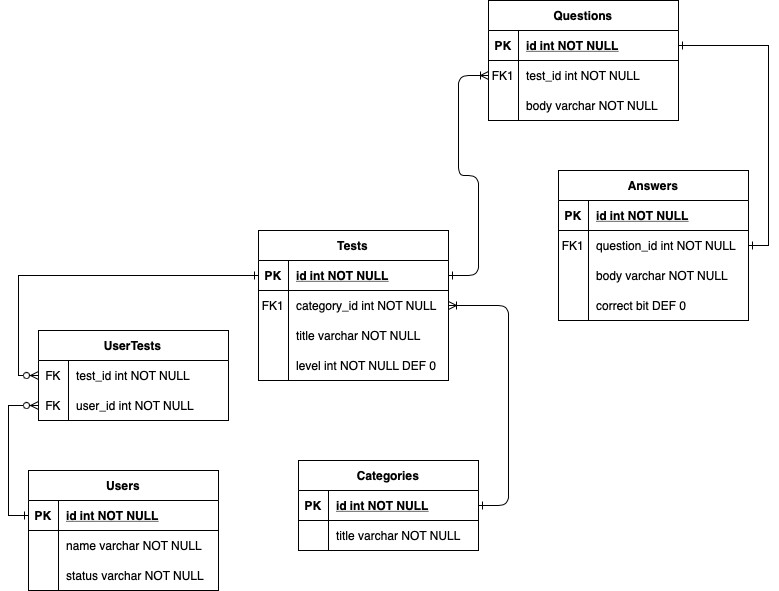 Questions
PK id int NOT NULL
FK1 test_id int NOT NULL
body varchar NOT NULL
Answers
PK id int NOT NULL
FK1 question_id int NOT NULL
body varchar NOT NULL
correct bit DEF 0
Tests
PK id int NOT NULL
FK1 category_id int NOT NULL
title varchar NOT NULL
level int NOT NULL DEF 0
UserTests
FK test_id int NOT NULL
FK user_id int NOT NULL
Users
PK id int NOT NULL
name varchar NOT NULL
status varchar NOT NULL
Categories
PK id int NOT NULL
title varchar NOT NULL